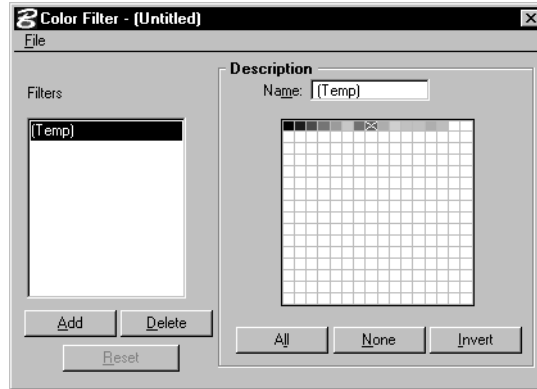 Color Filter - (Untitled)
File
Filters
(Temp)
Add
Delete
Reset
Description
Name: (Temp)
All
None
Invert